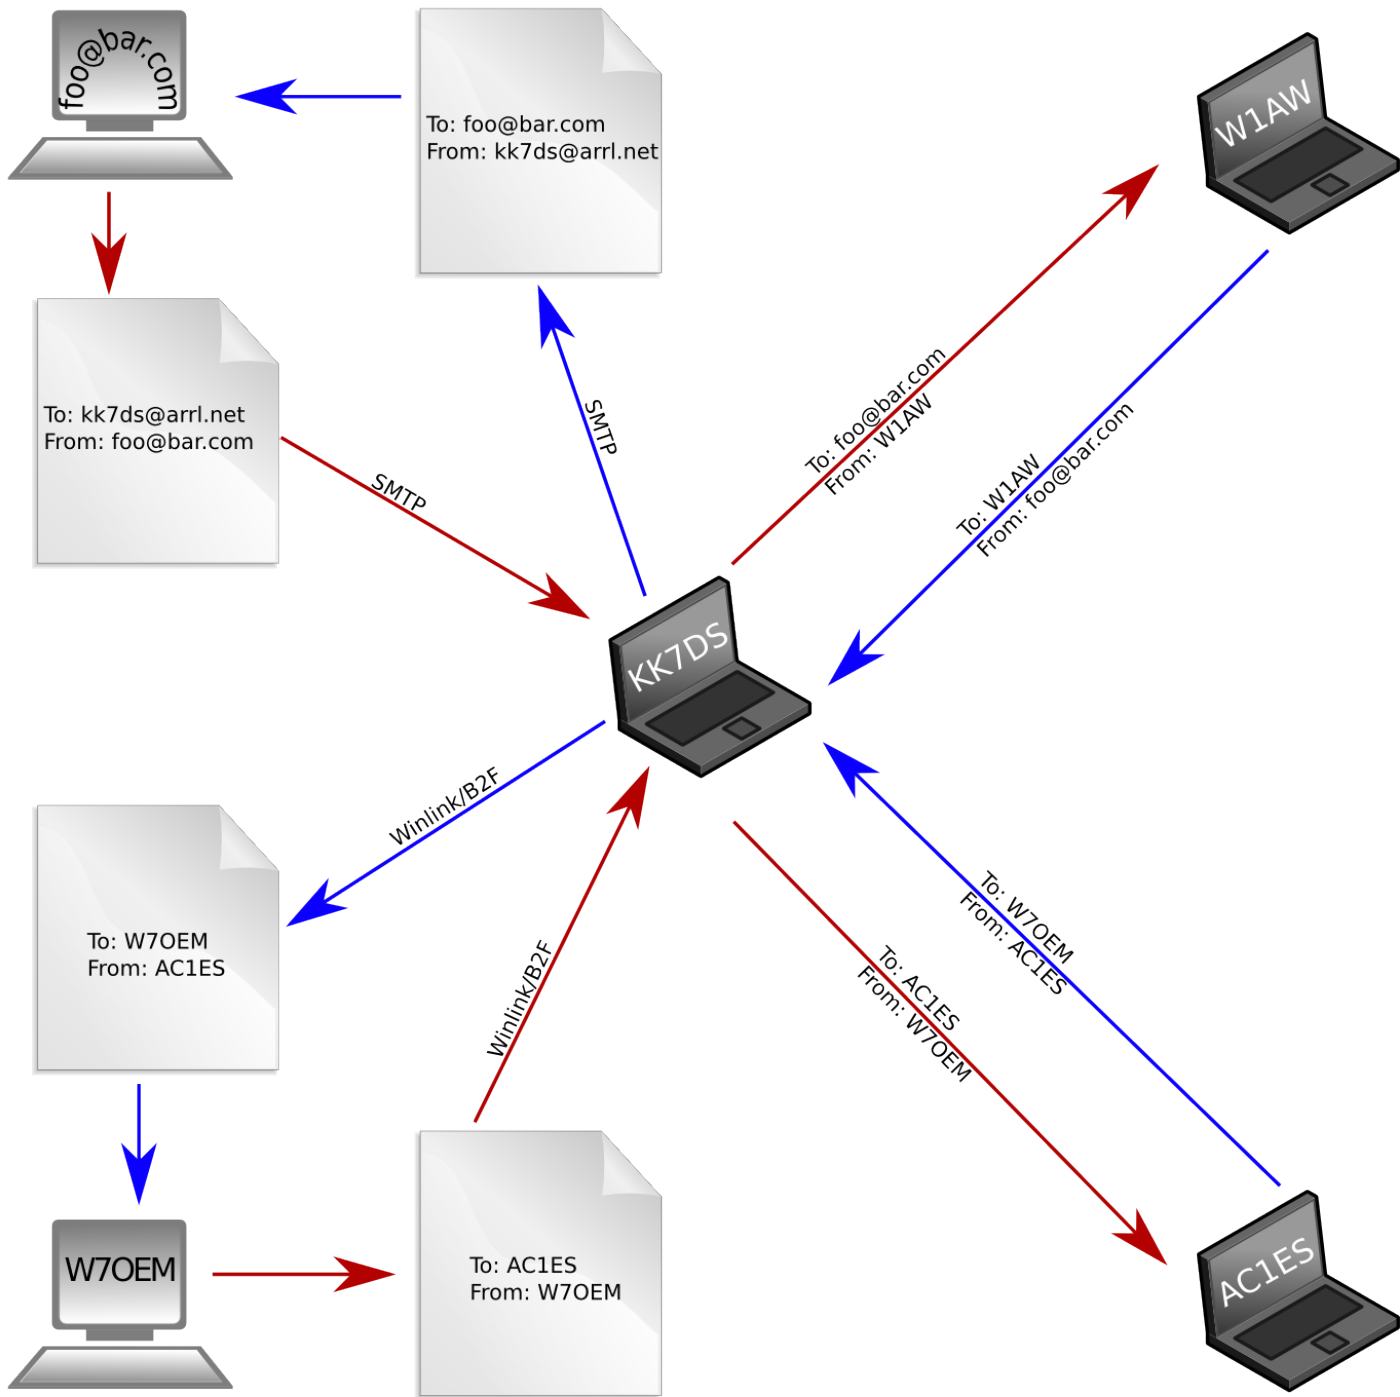 foo@bar.com
To: foo@bar.com
From: kk7ds@arrl.net
W1AW
To: kk7ds@arrl.net
From: foo@bar.com
SMTP
SMTP
To: foo@bar.com
From: W1AW
To: W1AW
From: foo@bar.com
KK7DS
Winlink/B2F
Winlink/B2F
To: W7OEM
From: AC1ES
To: W7OEM
From: AC1ES
To: AC1ES
From: W7OEM
W7OEM
To: AC1ES
From: W7OEM
AC1ES